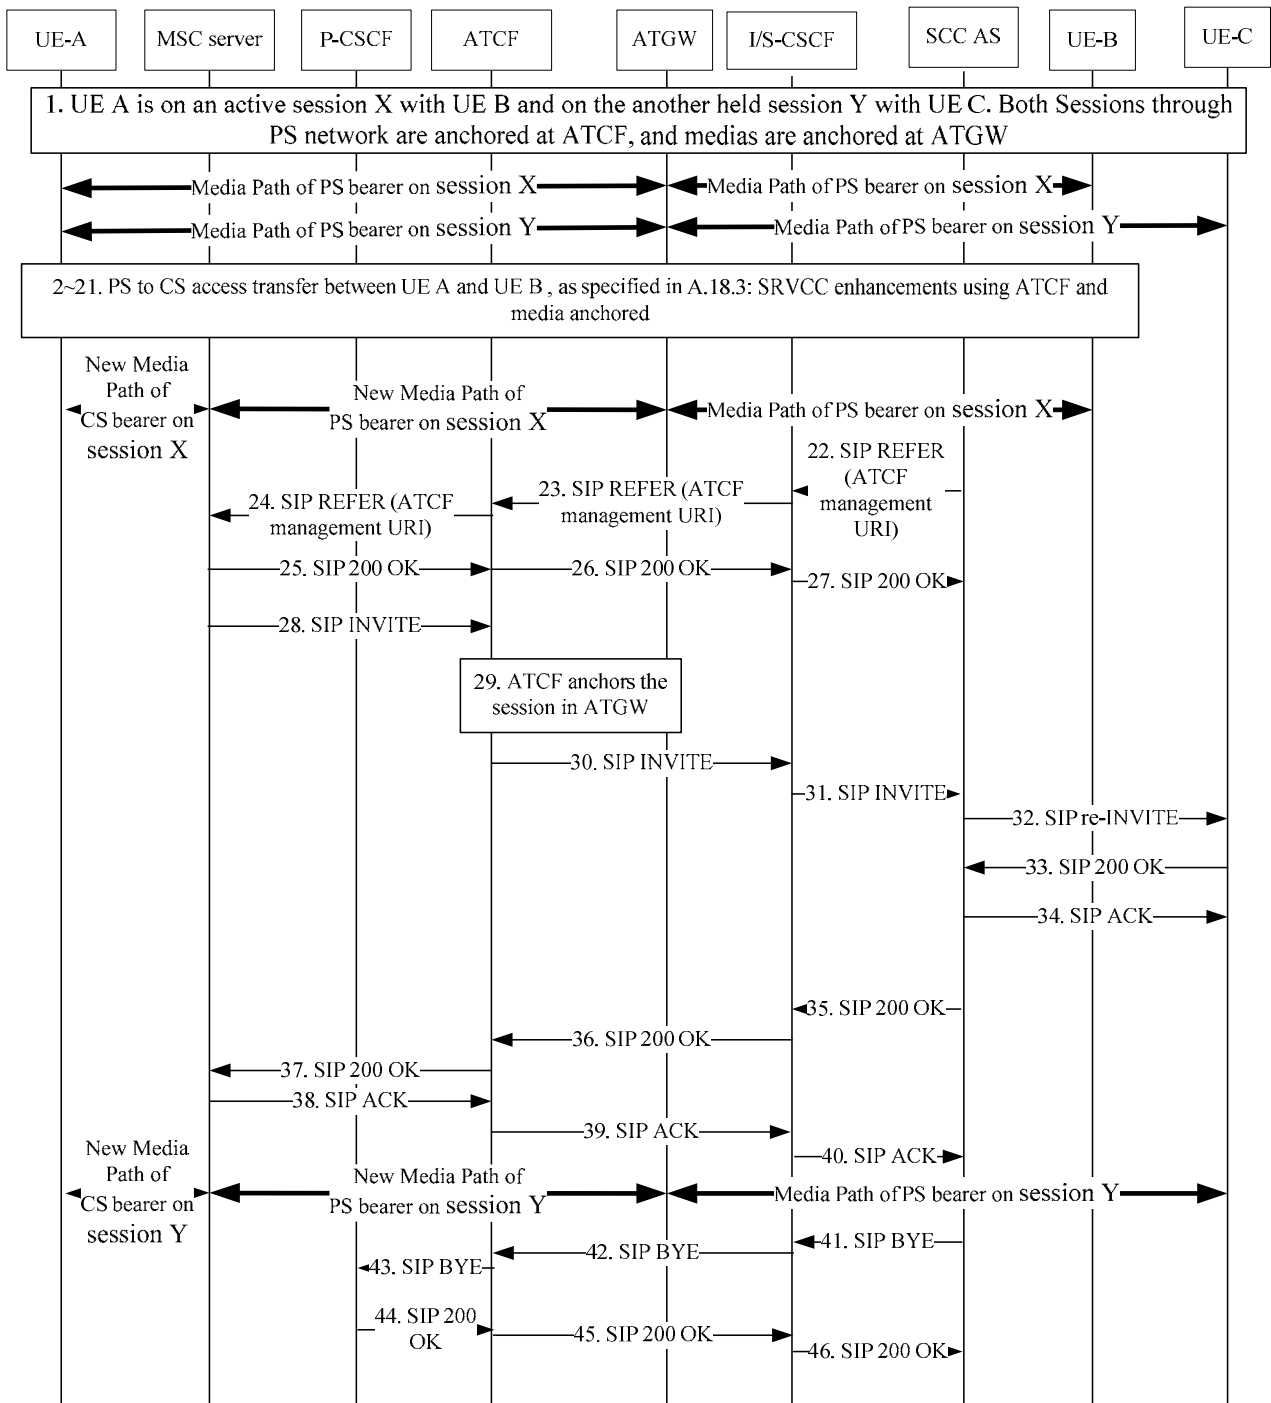 UE-A
MSC server
P-CSCF
ATCF
ATGW
I/S-CSCF
SCC AS
UE-B
UE-C
1. UE A is on an active session X with UE B and on the another held session Y with UE C. Both Sessions through
PS network are anchored at ATCF, and medias are anchored at ATGW
Media Path of PS bearer on session X
Media Path of PS bearer on session X
Media Path of PS bearer on session Y
Media Path of PS bearer on session Y
2~21. PS to CS access transfer between UE A and UE B , as specified in A.18.3: SRVCC enhancements using ATCF and
media anchored
New Media
Path of
CS bearer on
session X
New Media Path of
PS bearer on session X
Media Path of PS bearer on session X
22. SIP REFER
(ATCF
management
URI)
23. SIP REFER (ATCF
management URI)
24. SIP REFER (ATCF
management URI)
25. SIP 200 OK
26. SIP 200 OK
27. SIP 200 OK
28. SIP INVITE
29. ATCF anchors the
session in ATGW
30. SIP INVITE
31. SIP INVITE
32. SIP re-INVITE
33. SIP 200 OK
34. SIP ACK
35. SIP 200 OK
36. SIP 200 OK
37. SIP 200 OK
38. SIP ACK
39. SIP ACK
40. SIP ACK
New Media
Path of
CS bearer on
session Y
New Media Path of
PS bearer on session Y
Media Path of PS bearer on session Y
41. SIP BYE
42. SIP BYE
43. SIP BYE
44. SIP 200
OK
45. SIP 200 OK
46. SIP 200 OK